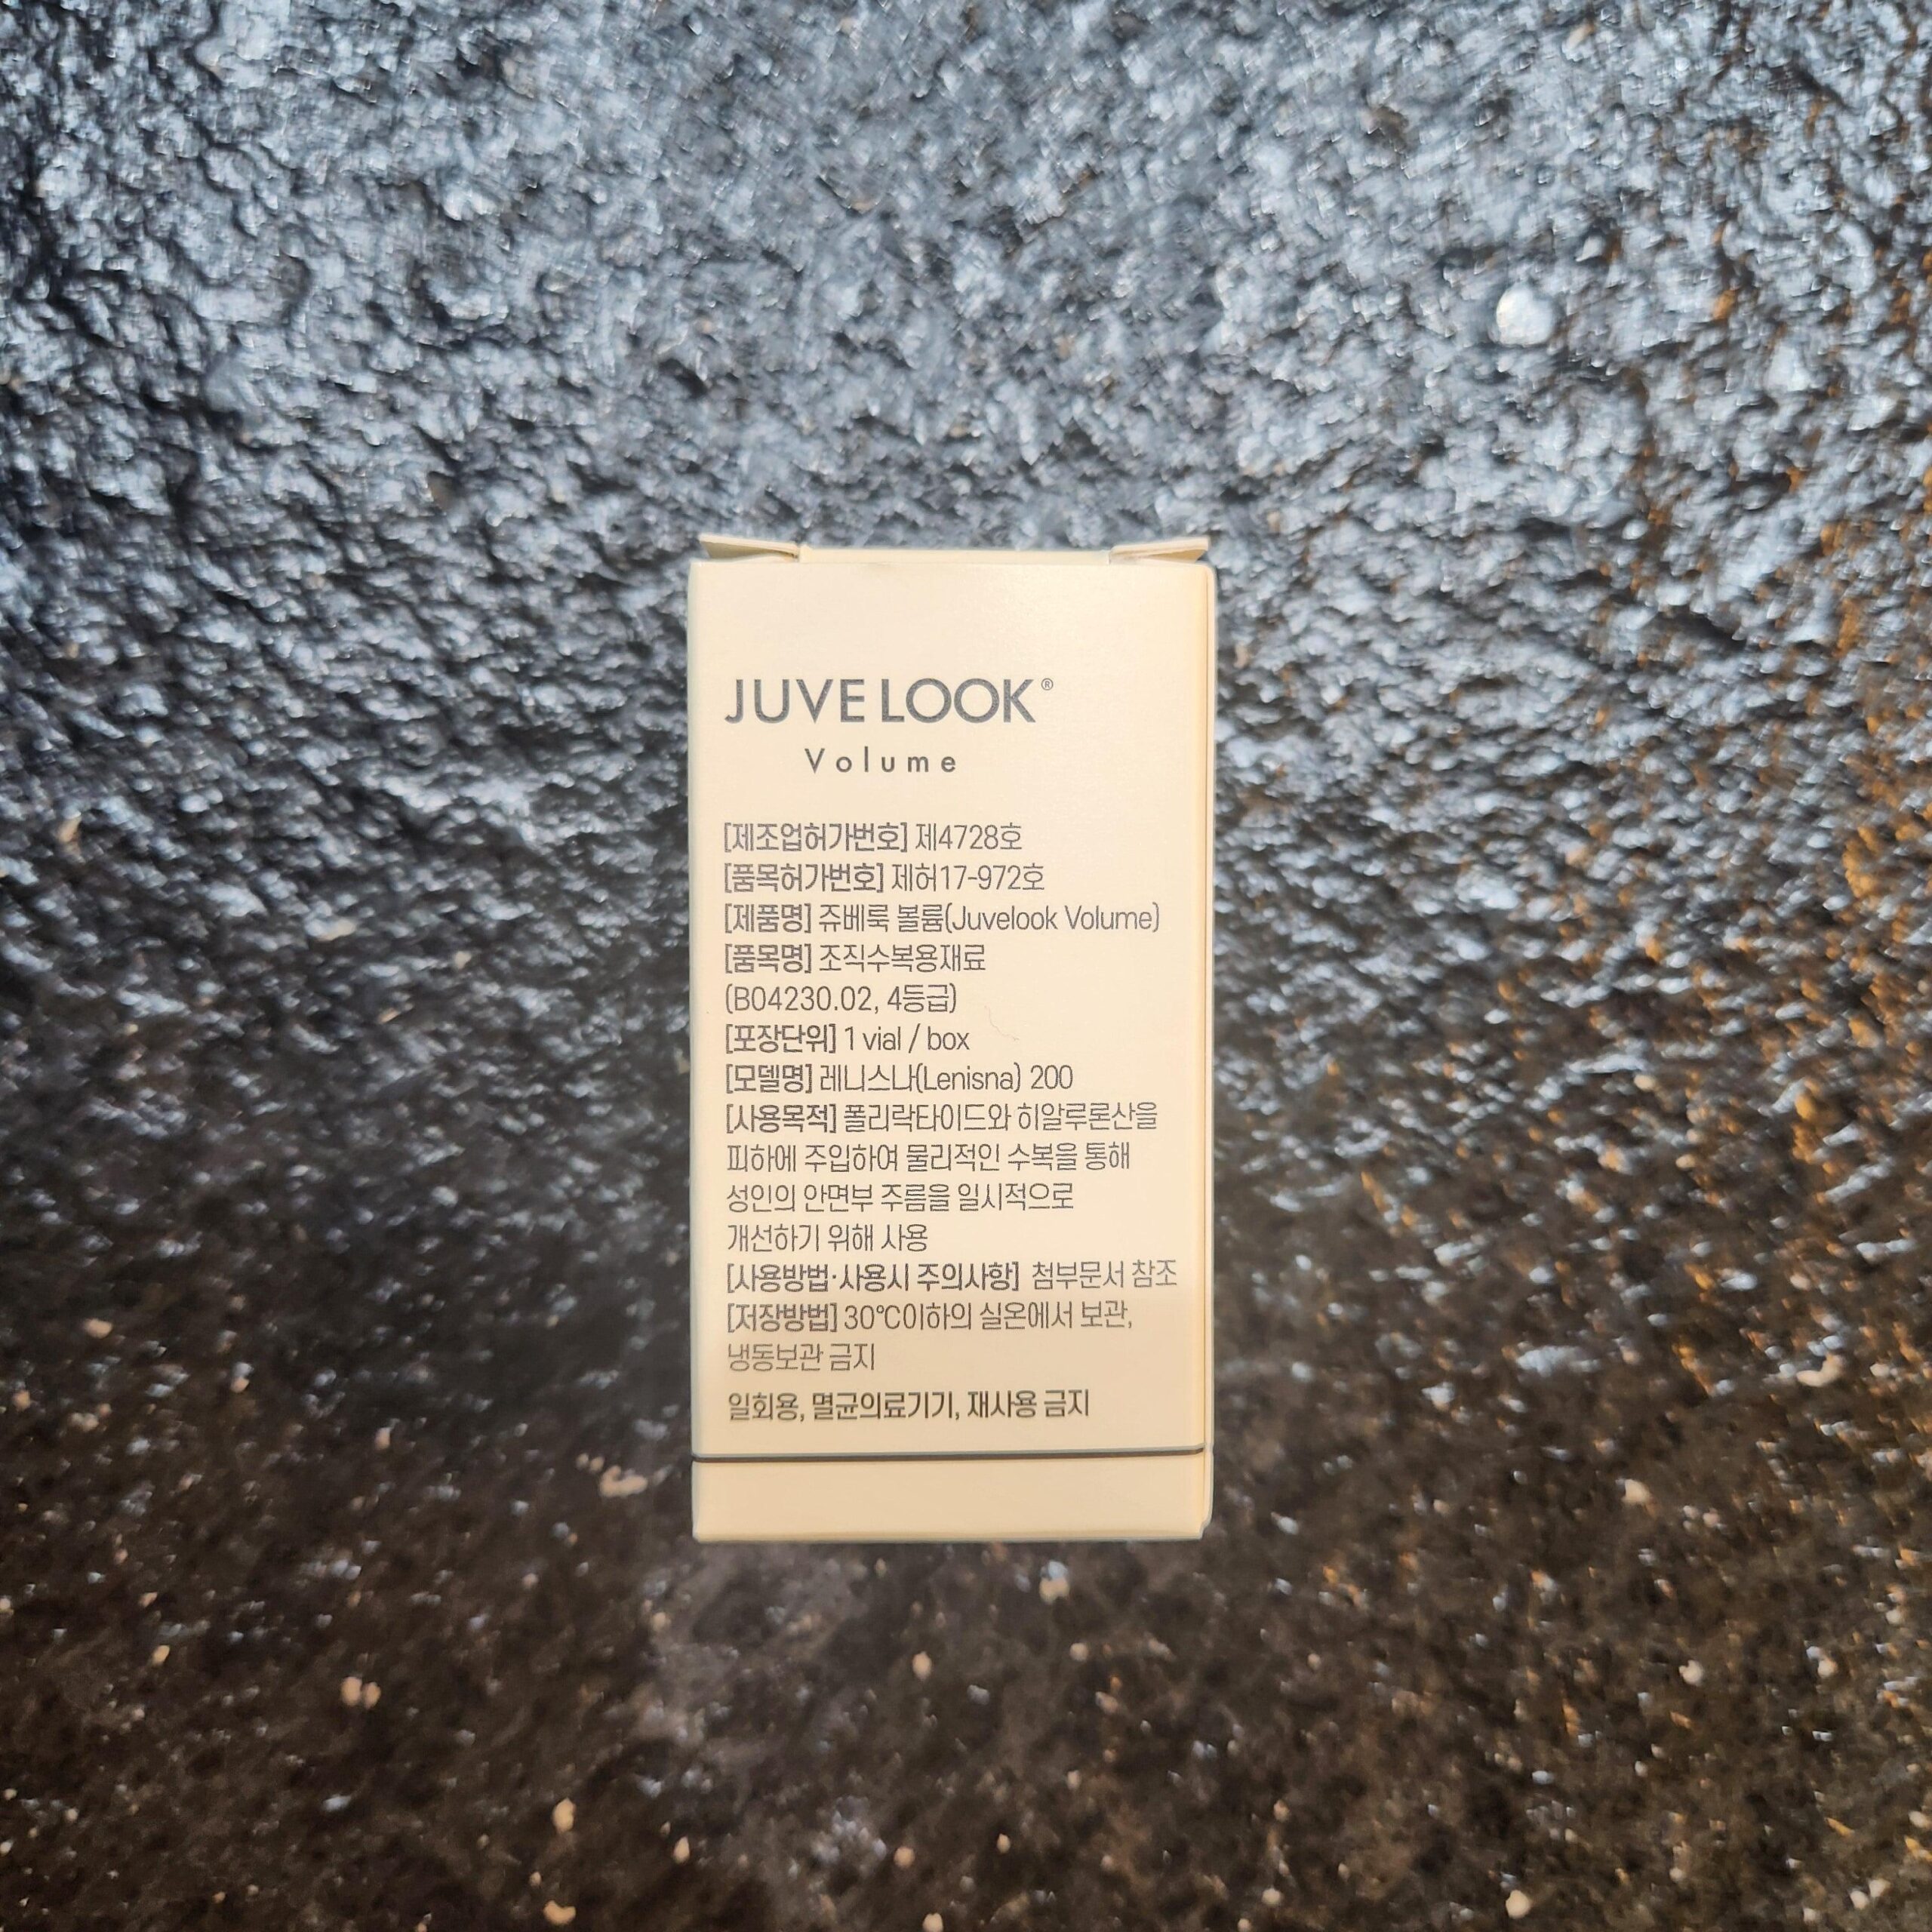 JUVE LOOK®
Volume
[제조업허가번호] 제4728호
[품목허가번호] 제허17-972호
[제품명] 쥬베룩 볼륨(Juvelook Volume)
[품목명] 조직수복용재료
(B04230.02, 4등급)
[포장단위] 1 vial / box
[모델명] 레니스나(Lenisna) 200
[사용목적] 폴리락타이드와 히알루론산을
피하에 주입하여 물리적인 수복을 통해
성인의 안면부 주름을 일시적으로
개선하기 위해 사용
[사용방법·사용시 주의사항] 첨부문서 참조
[저장방법] 30℃이하의 실온에서 보관,
냉동보관 금지
일회용, 멸균의료기기, 재사용 금지